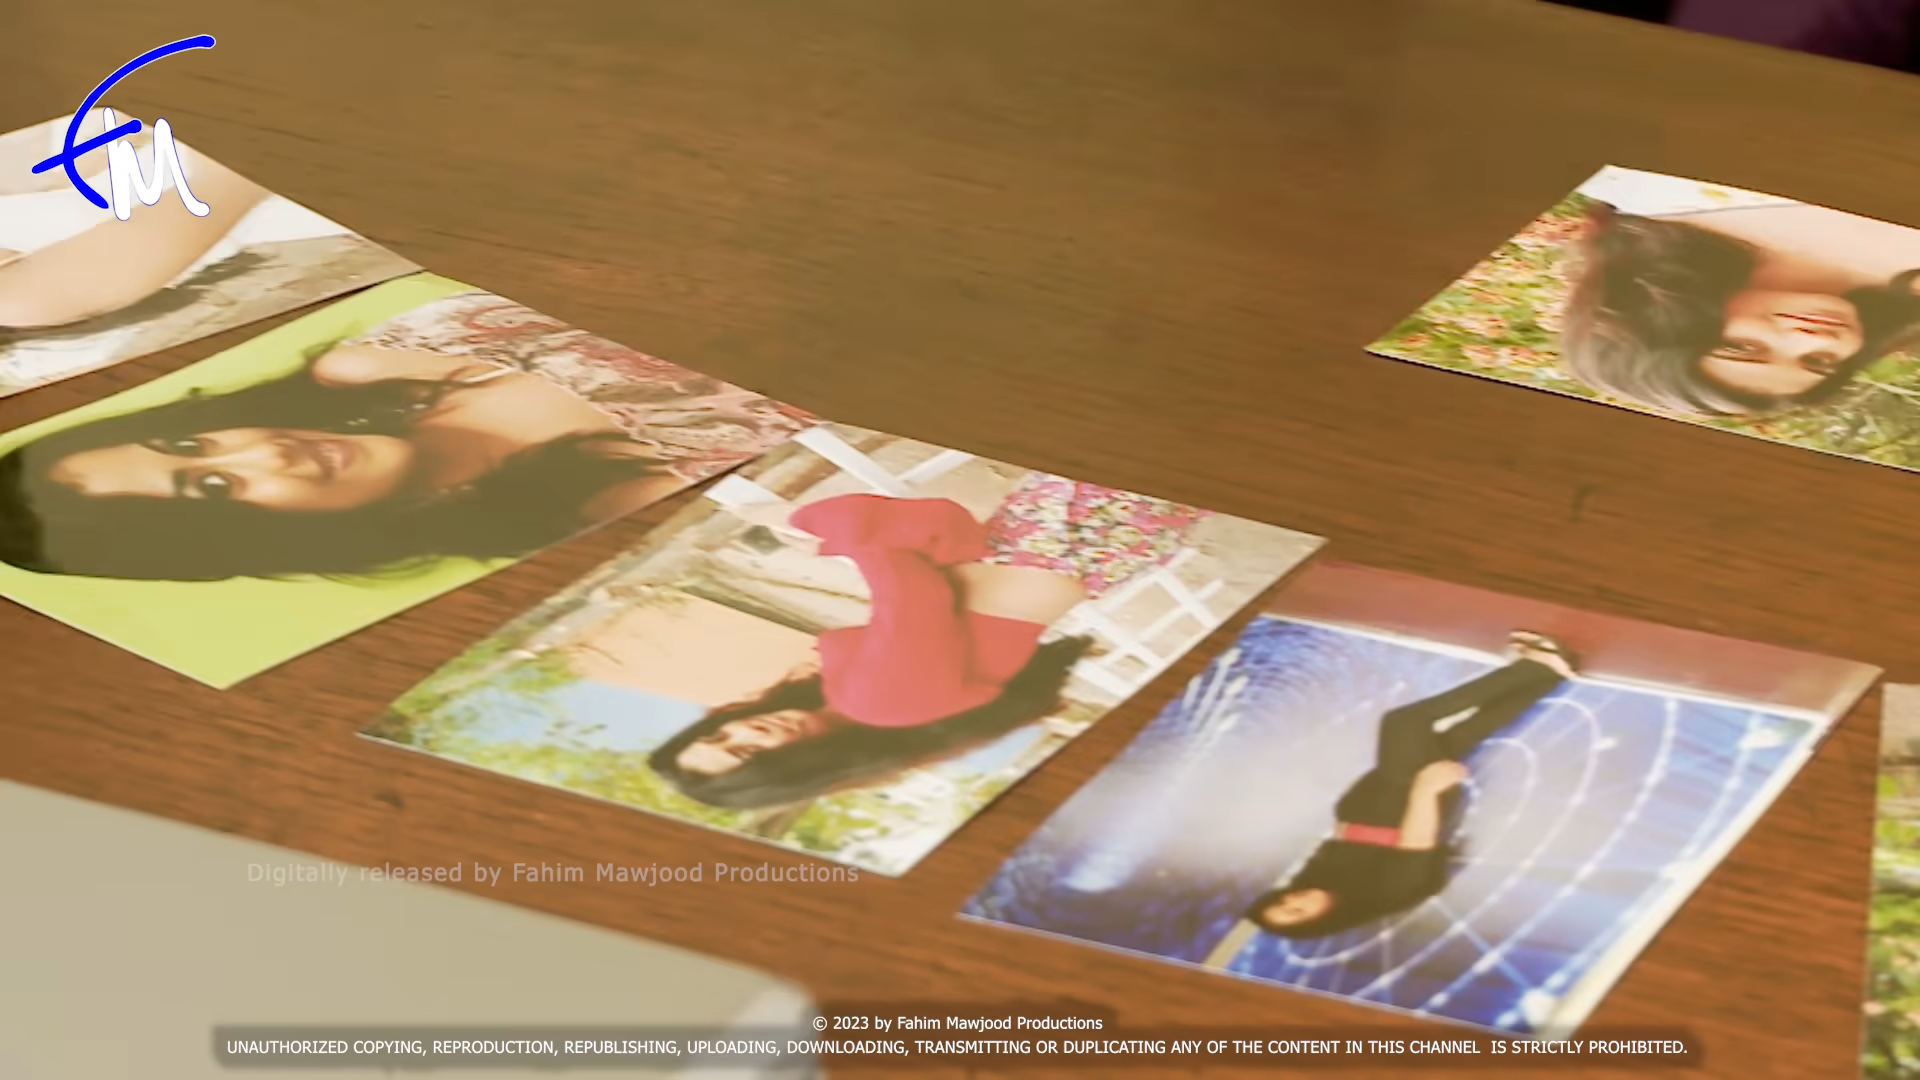 FM
Digitally released by Fahim Mawjood Productions
© 2023 by Fahim Mawjood Productions
UNAUTHORIZED COPYING, REPRODUCTION, REPUBLISHING, UPLOADING, DOWNLOADING, TRANSMITTING OR DUPLICATING ANY OF THE CONTENT IN THIS CHANNEL IS STRICTLY PROHIBITED.